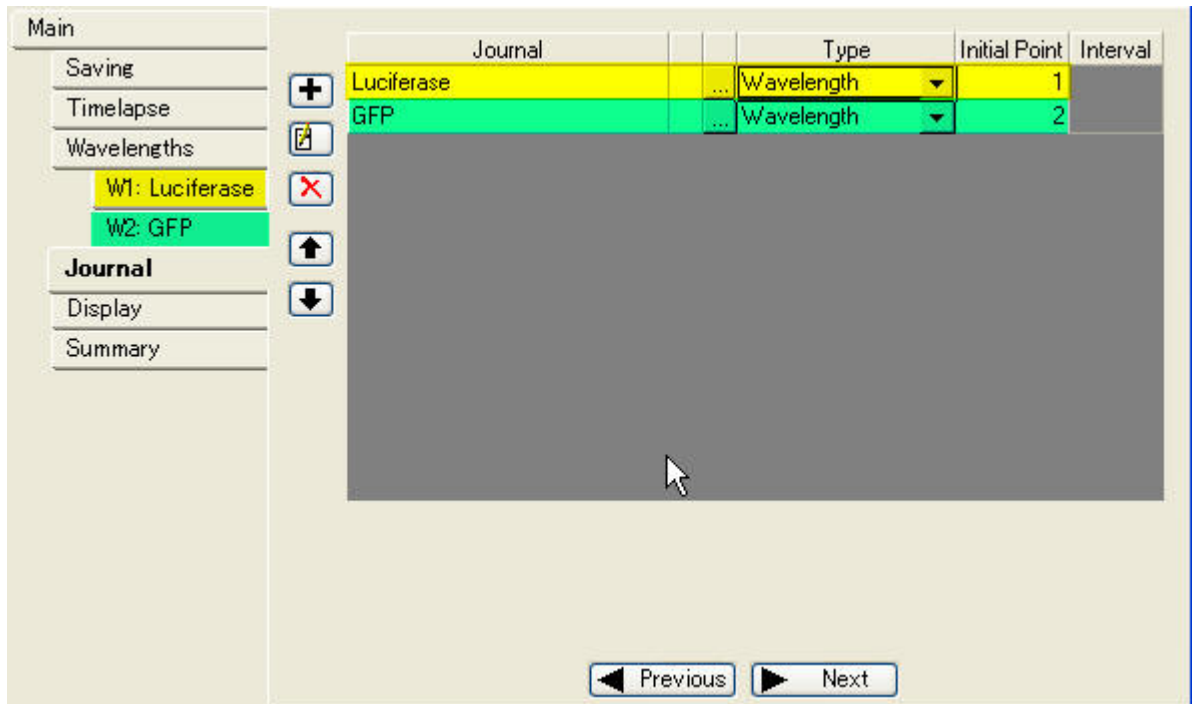 Main
Saving
Timelapse
Wavelengths
W1: Luciferase
W2: GFP
Journal
Display
Summary
Journal Type Initial Point Interval
Luciferase ... Wavelength 1
GFP ... Wavelength 2
Previous Next